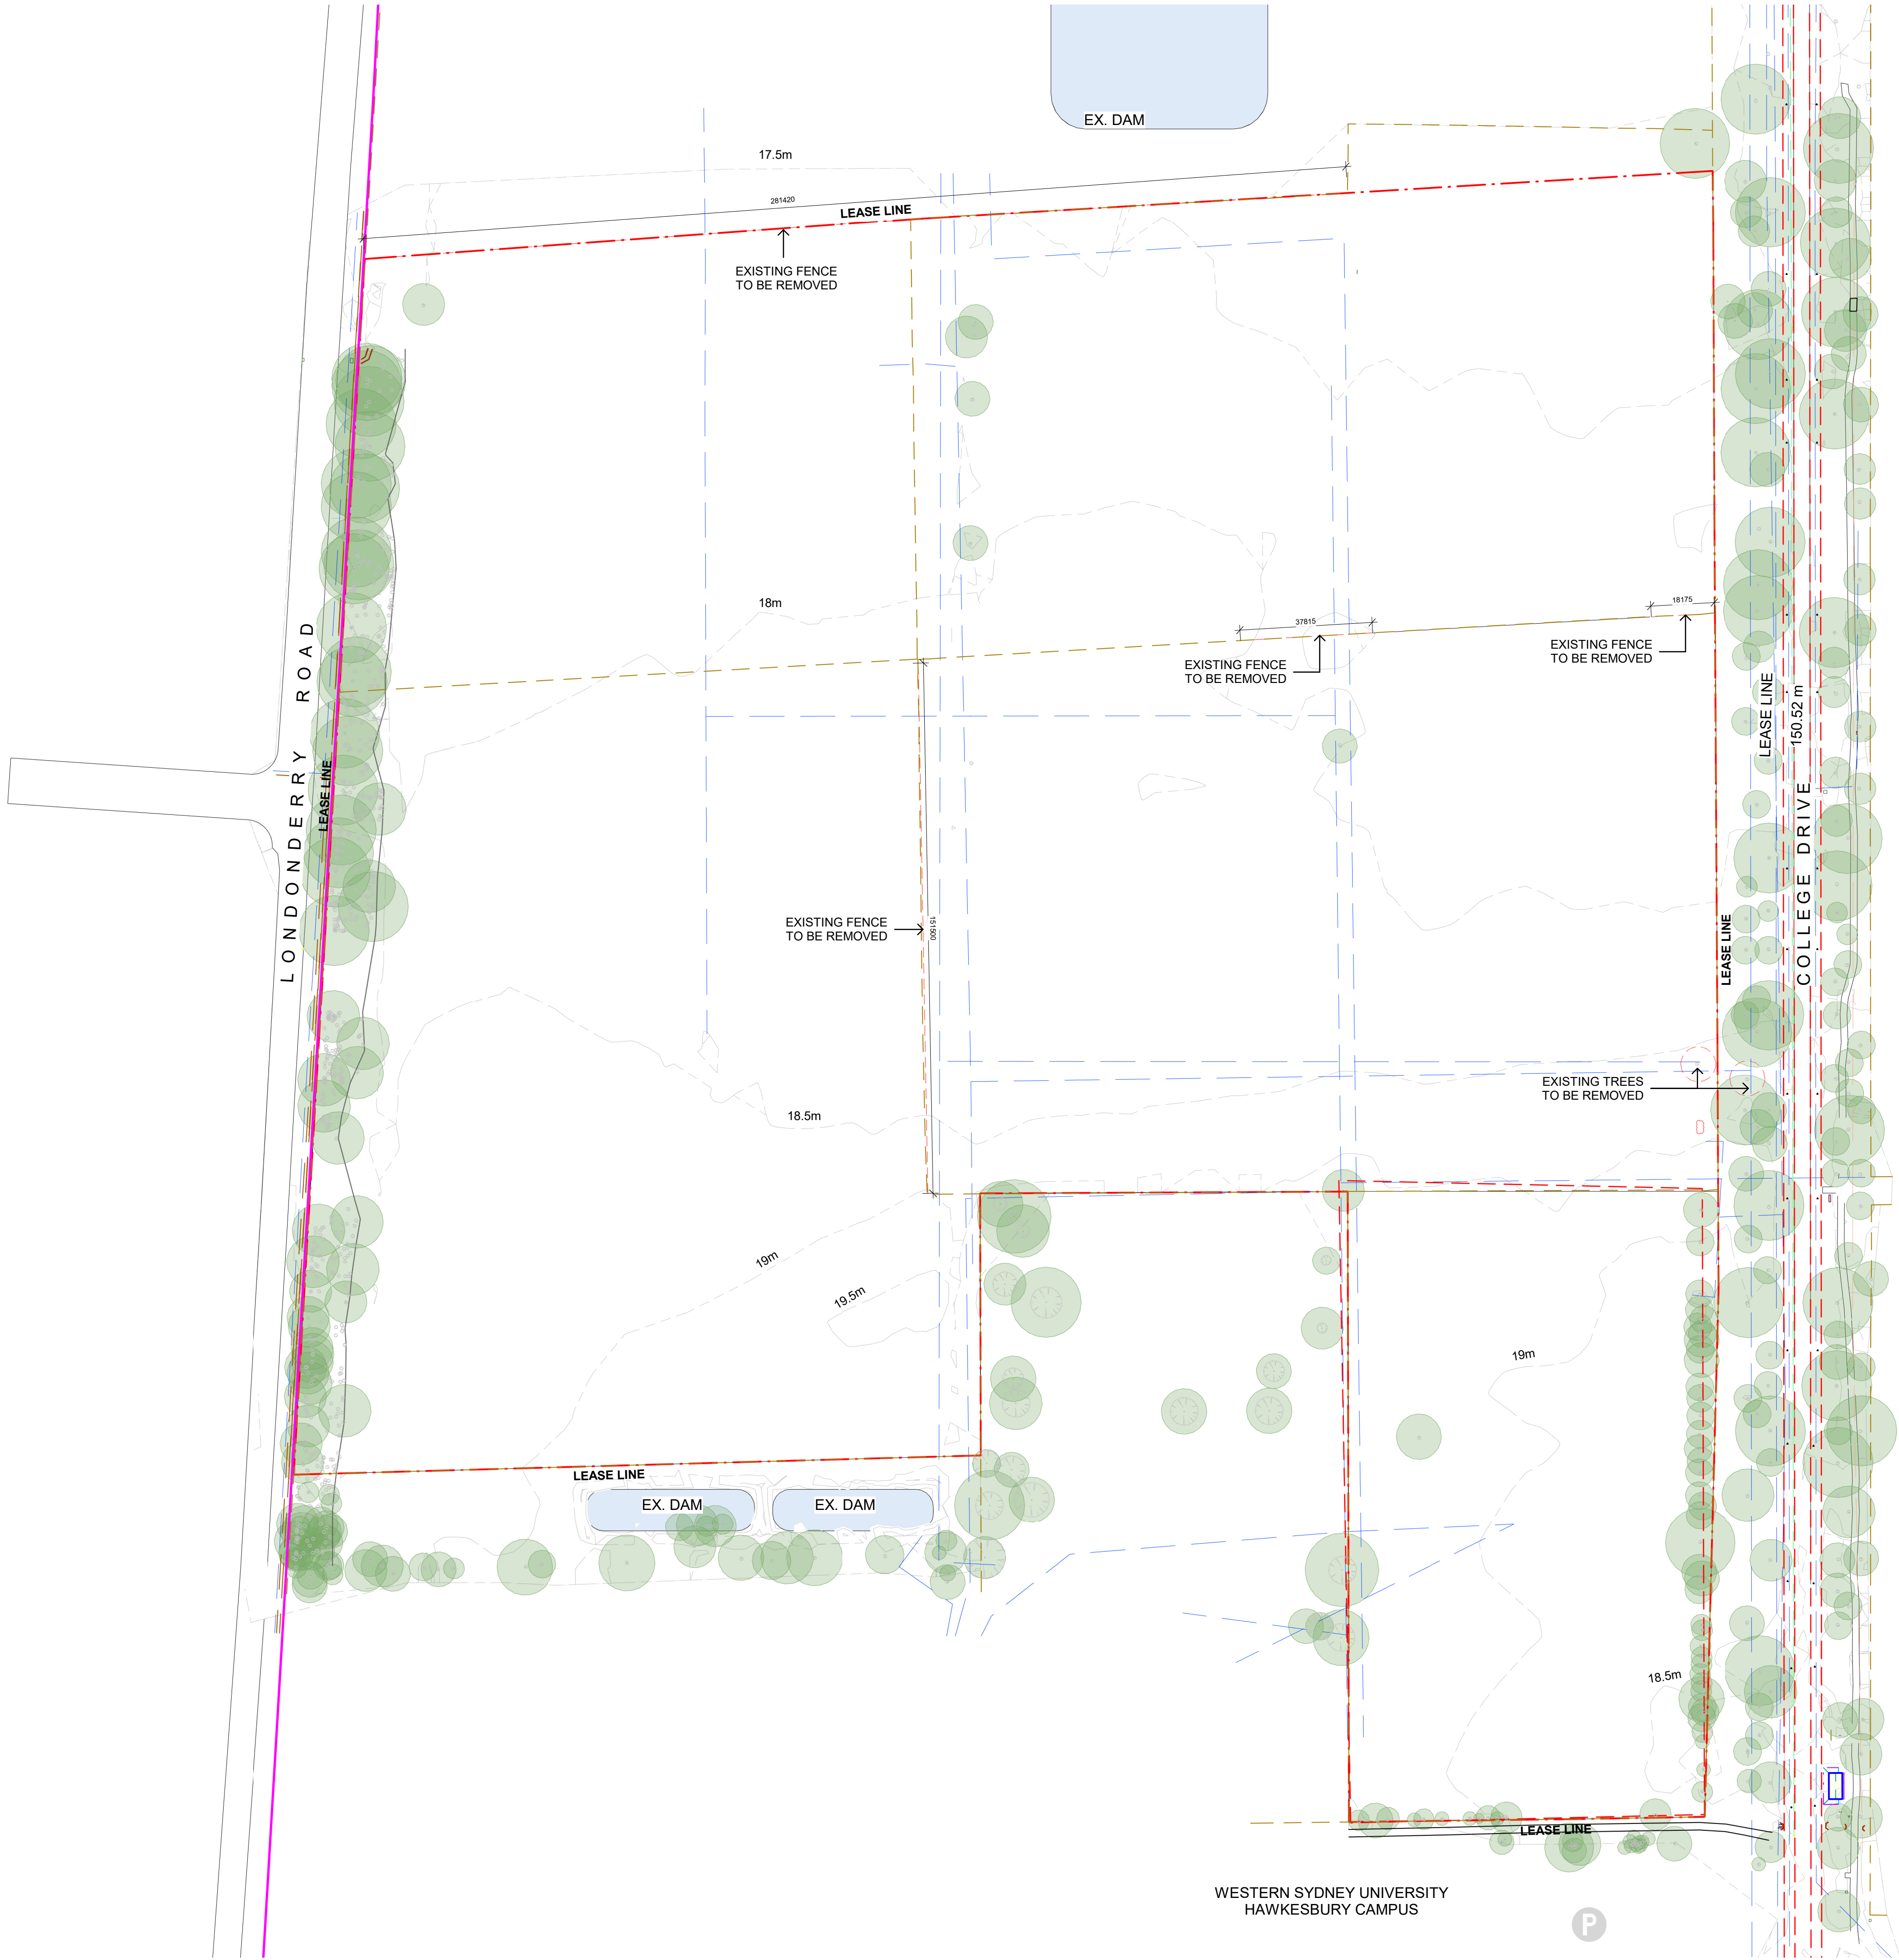 EX. DAM
17.5m
281420
LEASE LINE
EXISTING FENCE
TO BE REMOVED
18m
18175
37815
EXISTING FENCE
TO BE REMOVED
EXISTING FENCE
TO BE REMOVED
LONDONDERRY ROAD
LEASE LINE
LEASE LINE
150.52 m
COLLEGE DRIVE
EXISTING FENCE
TO BE REMOVED
151500
LEASE LINE
EXISTING TREES
TO BE REMOVED
18.5m
19m
19.5m
19m
LEASE LINE
EX. DAM
EX. DAM
18.5m
LEASE LINE
WESTERN SYDNEY UNIVERSITY
HAWKESBURY CAMPUS
P